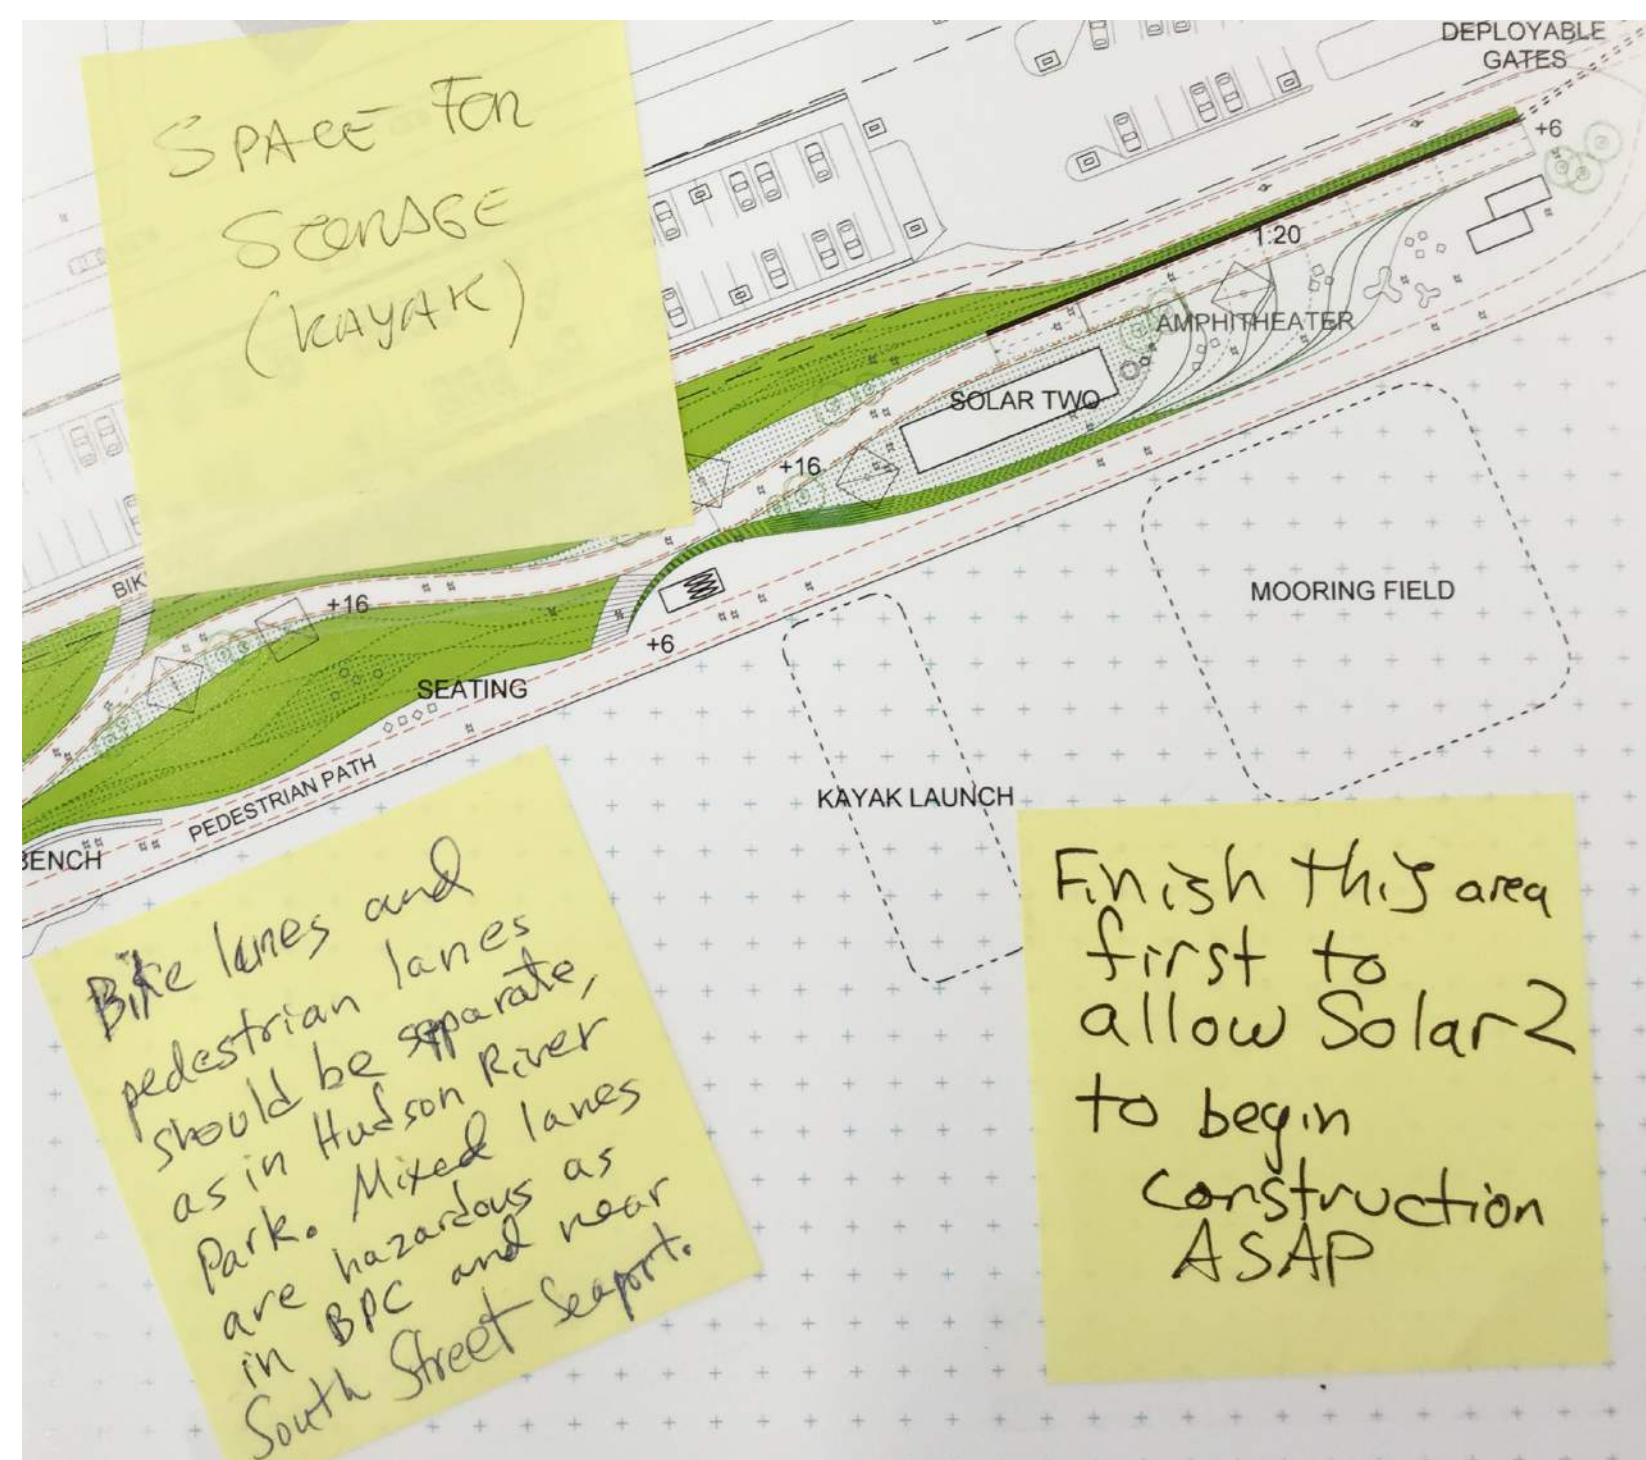 DEPLOYABLE
GATES
+6
SPACE FOR
STORAGE
(KAYAK)
1:20
AMPHITHEATER
SOLAR TWO
+16
MOORING FIELD
BIK
+16
+6
SEATING
PEDESTRIAN PATH
KAYAK LAUNCH
BENCH
Bike lanes and
pedestrian lanes
should be separate,
as in Hudson River
Park. Mixed lanes
are hazardous as
in BPC and near
South Street Seaport.
Finish this area
first to
allow Solar 2
to begin
construction
ASAP